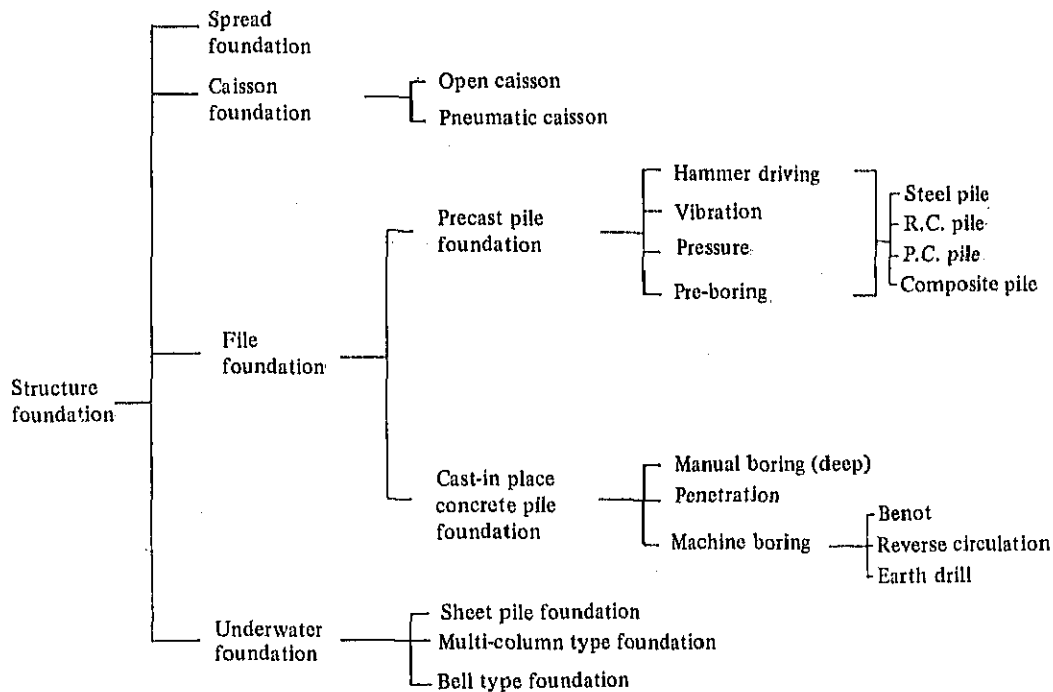 Spread
foundation
Caisson
foundation
Open caisson
Pneumatic caisson
Hammer driving
Vibration
Pressure
Pre-boring
Steel pile
R.C. pile
P.C. pile
Composite pile
Precast pile
foundation
File
foundation
Structure
foundation
Cast-in place
concrete pile
foundation
Manual boring (deep)
Penetration
Machine boring
Benot
Reverse circulation
Earth drill
Underwater
foundation
Sheet pile foundation
Multi-column type foundation
Bell type foundation